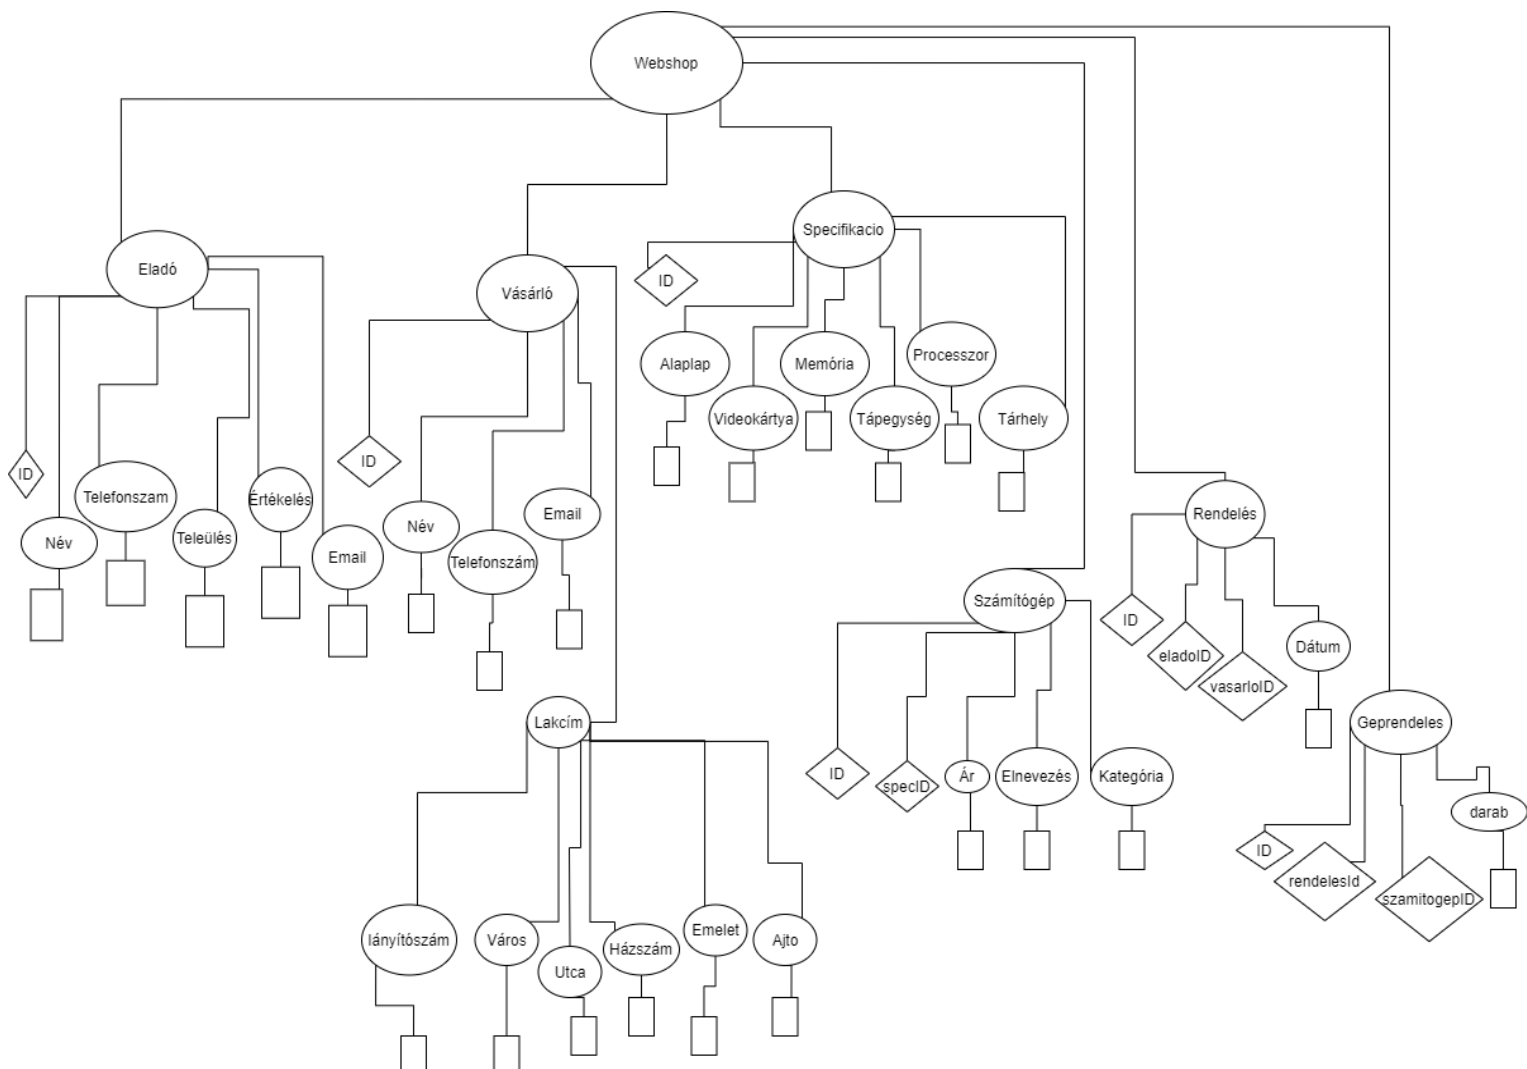 Webshop
Eladó
Vásárló
Specifikacio
ID
Alaplap
Videokártya
Memória
Tápegység
Processzor
Tárhely
ID
Név
Telefonszam
Teleülés
Értékelés
Email
ID
Név
Telefonszám
Email
Rendelés
ID
eladoID
vasarloID
Dátum
Számítógép
ID
specID
Ár
Elnevezés
Kategória
Lakcím
Iányítószám
Város
Utca
Házszám
Emelet
Ajto
Geprendeles
ID
rendelesId
szamitogepID
darab